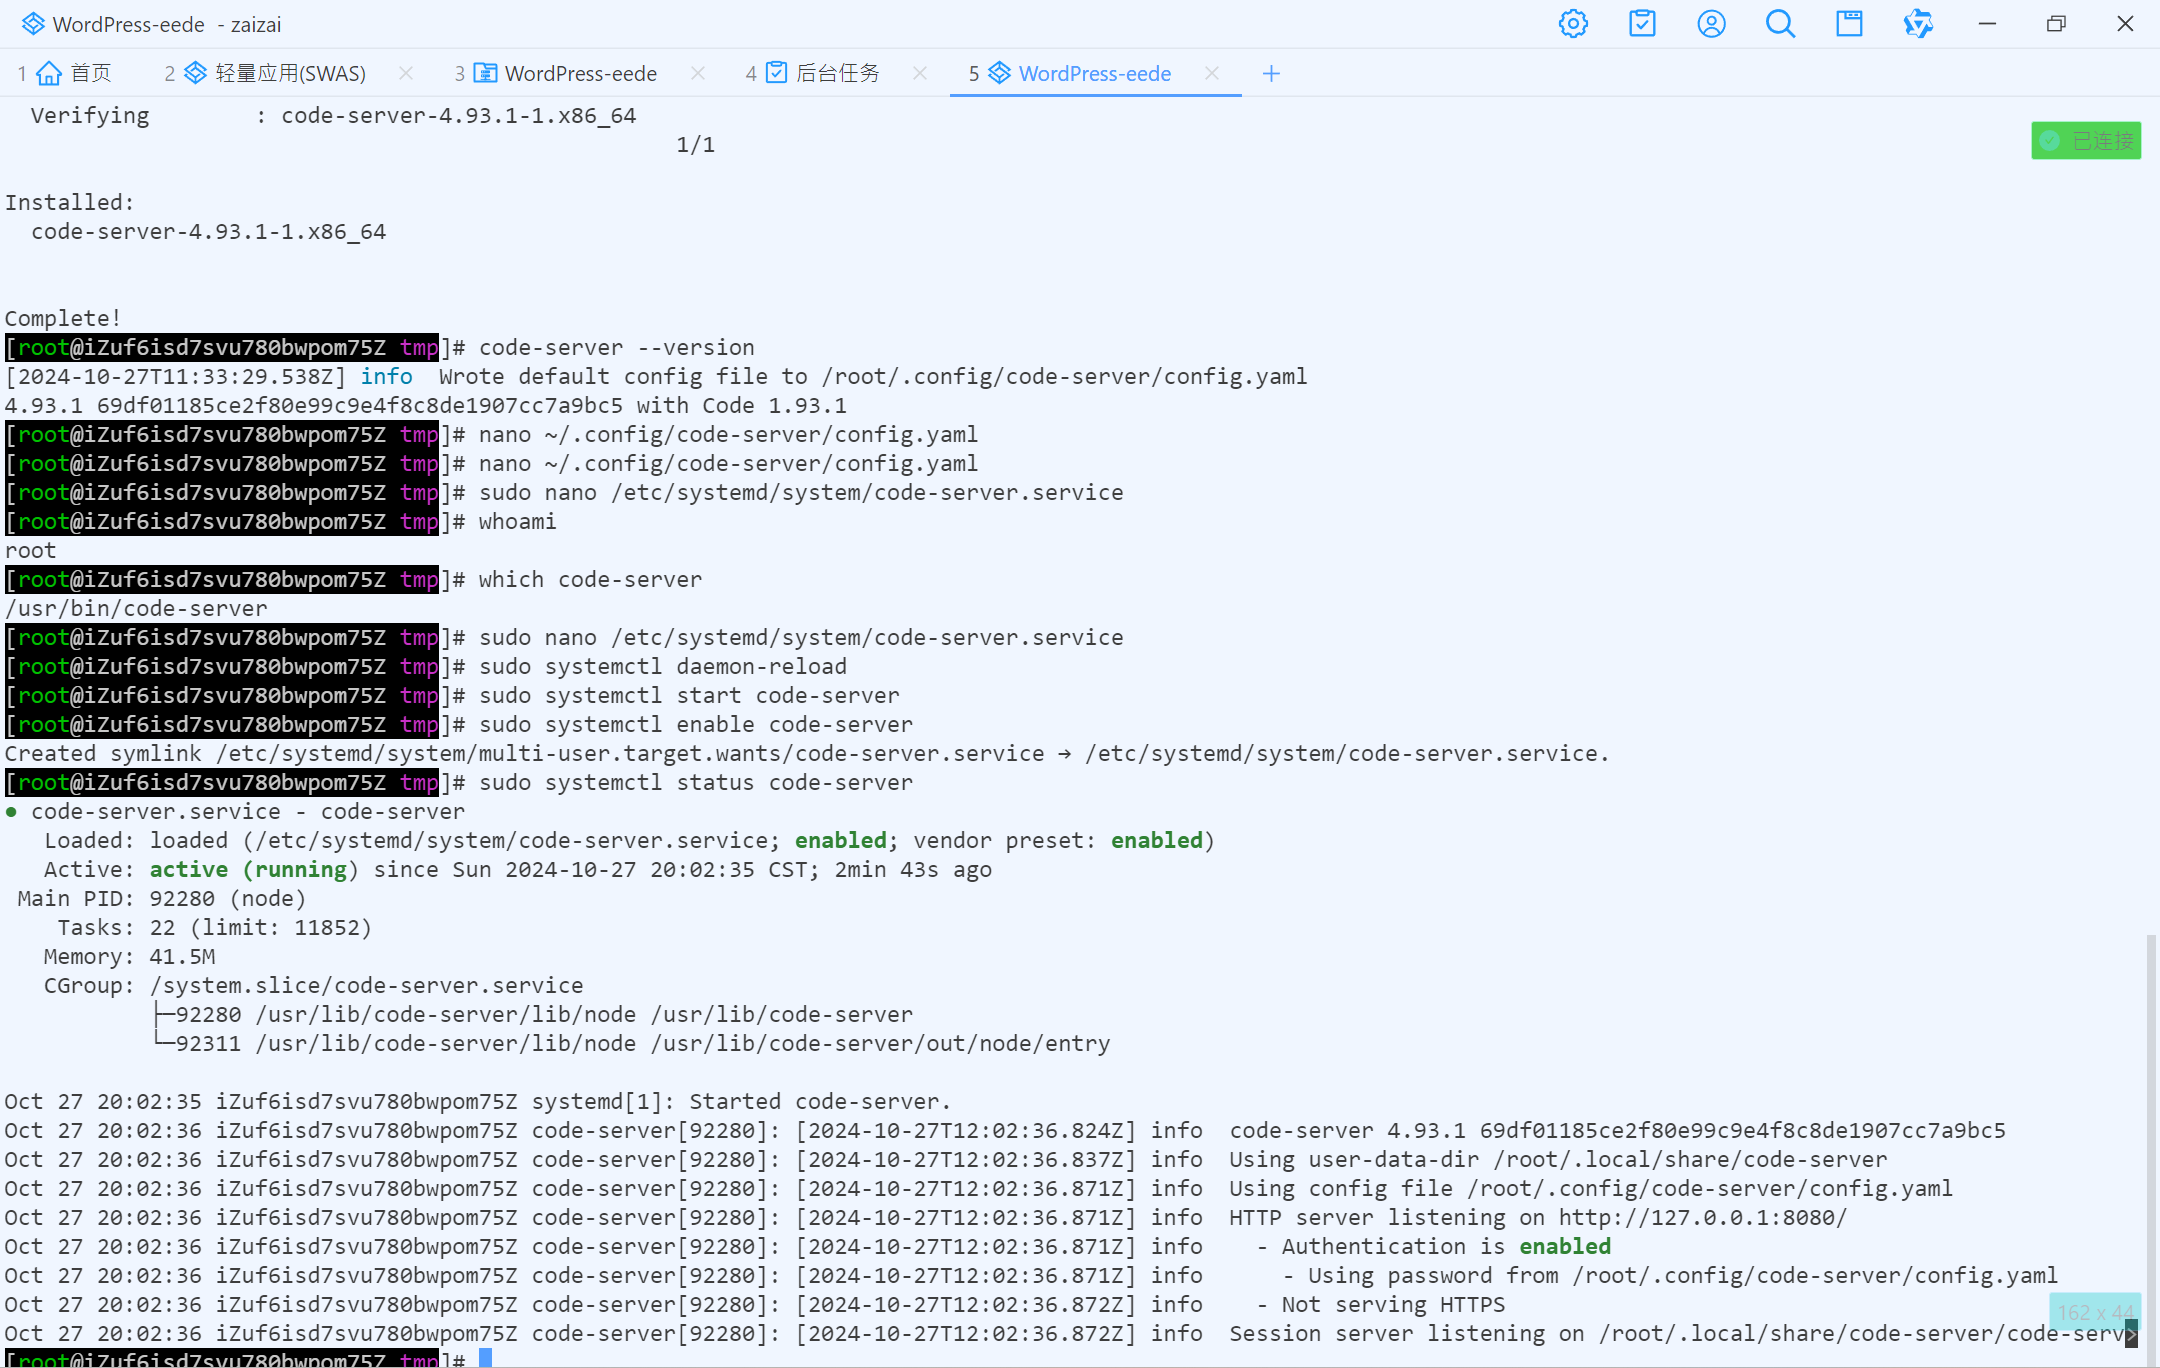 WordPress-eede - zaizai
1 首页 2 轻量应用(SWAS) 3 WordPress-eede 4 后台任务 5 WordPress-eede
Verifying : code-server-4.93.1-1.x86_64
1/1
已连接
Installed:
code-server-4.93.1-1.x86_64
Complete!
[root@iZuf6isd7svu780bwpom75Z tmp]# code-server --version
[2024-10-27T11:33:29.538Z] info Wrote default config file to /root/.config/code-server/config.yaml
4.93.1 69df01185ce2f80e99c9e4f8c8de1907cc7a9bc5 with Code 1.93.1
[root@iZuf6isd7svu780bwpom75Z tmp]# nano ~/.config/code-server/config.yaml
[root@iZuf6isd7svu780bwpom75Z tmp]# nano ~/.config/code-server/config.yaml
[root@iZuf6isd7svu780bwpom75Z tmp]# sudo nano /etc/systemd/system/code-server.service
[root@iZuf6isd7svu780bwpom75Z tmp]# whoami
root
[root@iZuf6isd7svu780bwpom75Z tmp]# which code-server
/usr/bin/code-server
[root@iZuf6isd7svu780bwpom75Z tmp]# sudo nano /etc/systemd/system/code-server.service
[root@iZuf6isd7svu780bwpom75Z tmp]# sudo systemctl daemon-reload
[root@iZuf6isd7svu780bwpom75Z tmp]# sudo systemctl start code-server
[root@iZuf6isd7svu780bwpom75Z tmp]# sudo systemctl enable code-server
Created symlink /etc/systemd/system/multi-user.target.wants/code-server.service → /etc/systemd/system/code-server.service.
[root@iZuf6isd7svu780bwpom75Z tmp]# sudo systemctl status code-server
● code-server.service - code-server
Loaded: loaded (/etc/systemd/system/code-server.service; enabled; vendor preset: enabled)
Active: active (running) since Sun 2024-10-27 20:02:35 CST; 2min 43s ago
Main PID: 92280 (node)
Tasks: 22 (limit: 11852)
Memory: 41.5M
CGroup: /system.slice/code-server.service
├─92280 /usr/lib/code-server/lib/node /usr/lib/code-server
└─92311 /usr/lib/code-server/lib/node /usr/lib/code-server/out/node/entry
Oct 27 20:02:35 iZuf6isd7svu780bwpom75Z systemd[1]: Started code-server.
Oct 27 20:02:36 iZuf6isd7svu780bwpom75Z code-server[92280]: [2024-10-27T12:02:36.824Z] info code-server 4.93.1 69df01185ce2f80e99c9e4f8c8de1907cc7a9bc5
Oct 27 20:02:36 iZuf6isd7svu780bwpom75Z code-server[92280]: [2024-10-27T12:02:36.837Z] info Using user-data-dir /root/.local/share/code-server
Oct 27 20:02:36 iZuf6isd7svu780bwpom75Z code-server[92280]: [2024-10-27T12:02:36.871Z] info Using config file /root/.config/code-server/config.yaml
Oct 27 20:02:36 iZuf6isd7svu780bwpom75Z code-server[92280]: [2024-10-27T12:02:36.871Z] info HTTP server listening on http://127.0.0.1:8080/
Oct 27 20:02:36 iZuf6isd7svu780bwpom75Z code-server[92280]: [2024-10-27T12:02:36.871Z] info - Authentication is enabled
Oct 27 20:02:36 iZuf6isd7svu780bwpom75Z code-server[92280]: [2024-10-27T12:02:36.871Z] info - Using password from /root/.config/code-server/config.yaml
Oct 27 20:02:36 iZuf6isd7svu780bwpom75Z code-server[92280]: [2024-10-27T12:02:36.872Z] info - Not serving HTTPS
162 x 44
Oct 27 20:02:36 iZuf6isd7svu780bwpom75Z code-server[92280]: [2024-10-27T12:02:36.872Z] info Session server listening on /root/.local/share/code-server/code-serv>
[root@iZuf6isd7svu780bwpom75Z tmp]#